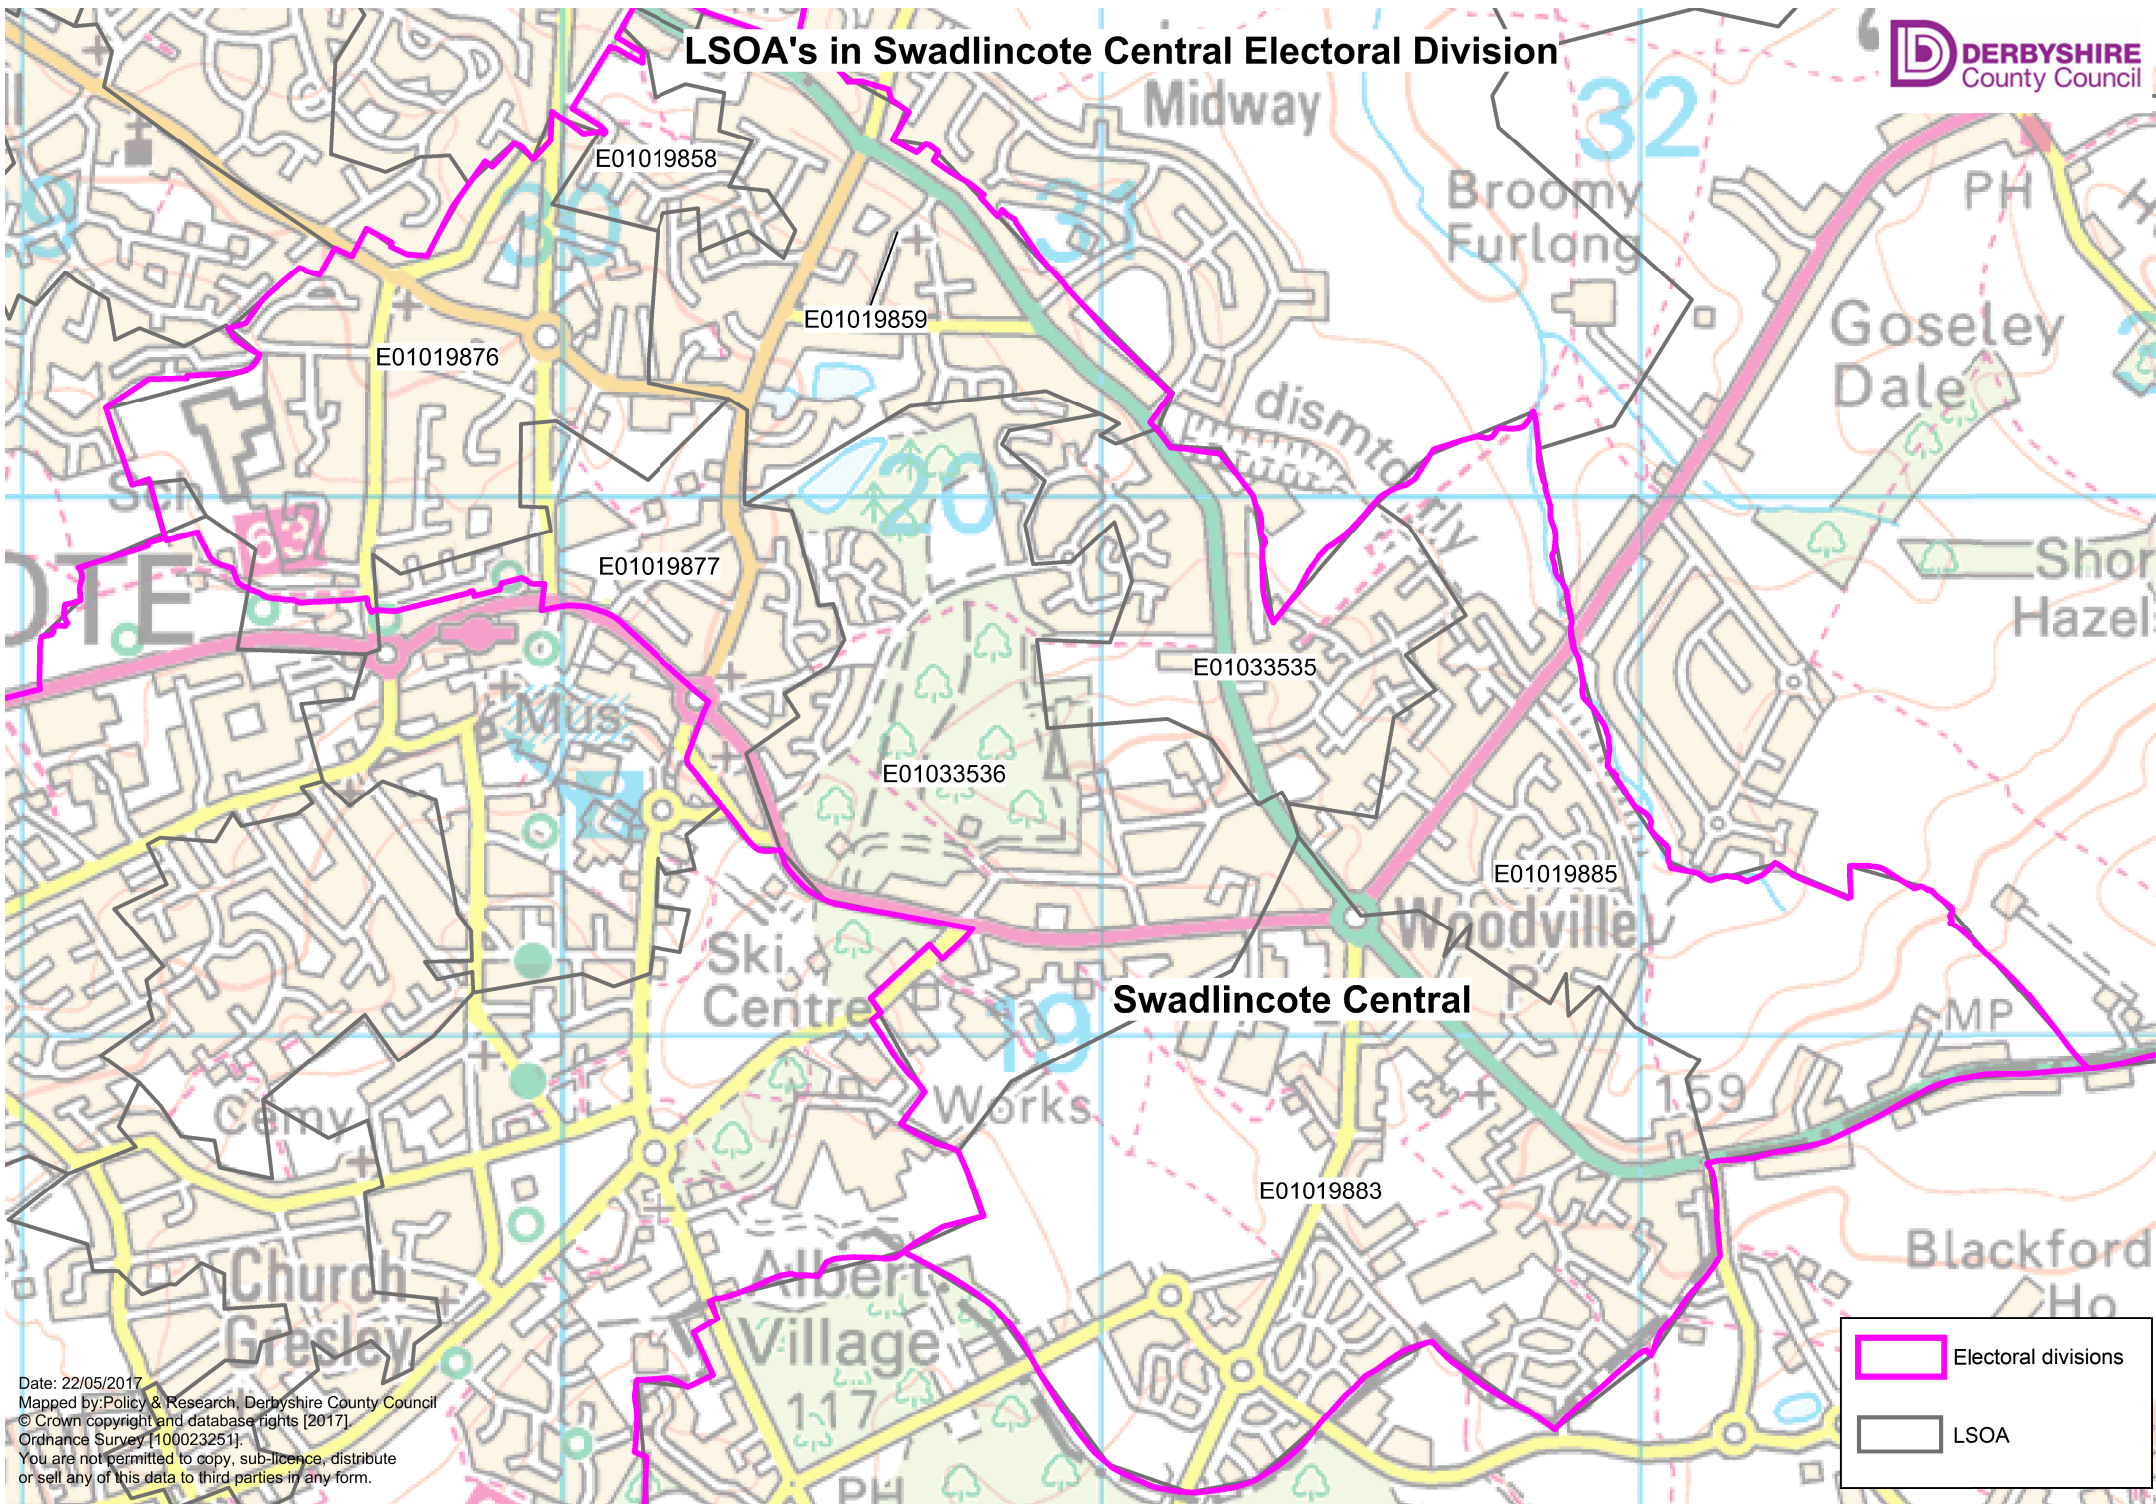 LSOA's in Swadlincote Central Electoral Division
DERBYSHIRE
County Council
Midway
32
E01019858
30
31
Broomy
Furlong
PH
E01019859
Goseley
Dale
E01019876
dismtd
rly
Sch
20
63
OTE
E01019877
Shor
Hazel
E01033535
Mus
E01033536
E01019885
Woodville
Ski
Centre
P
Swadlincote Central
19
MP
Works
159
Cemy
E01019883
Church
Gresley
Albert
Village
117
PH
Blackford
Ho
Electoral divisions
LSOA
Date: 22/05/2017
Mapped by:Policy & Research, Derbyshire County Council
© Crown copyright and database rights [2017].
Ordnance Survey [100023251].
You are not permitted to copy, sub-licence, distribute
or sell any of this data to third parties in any form.